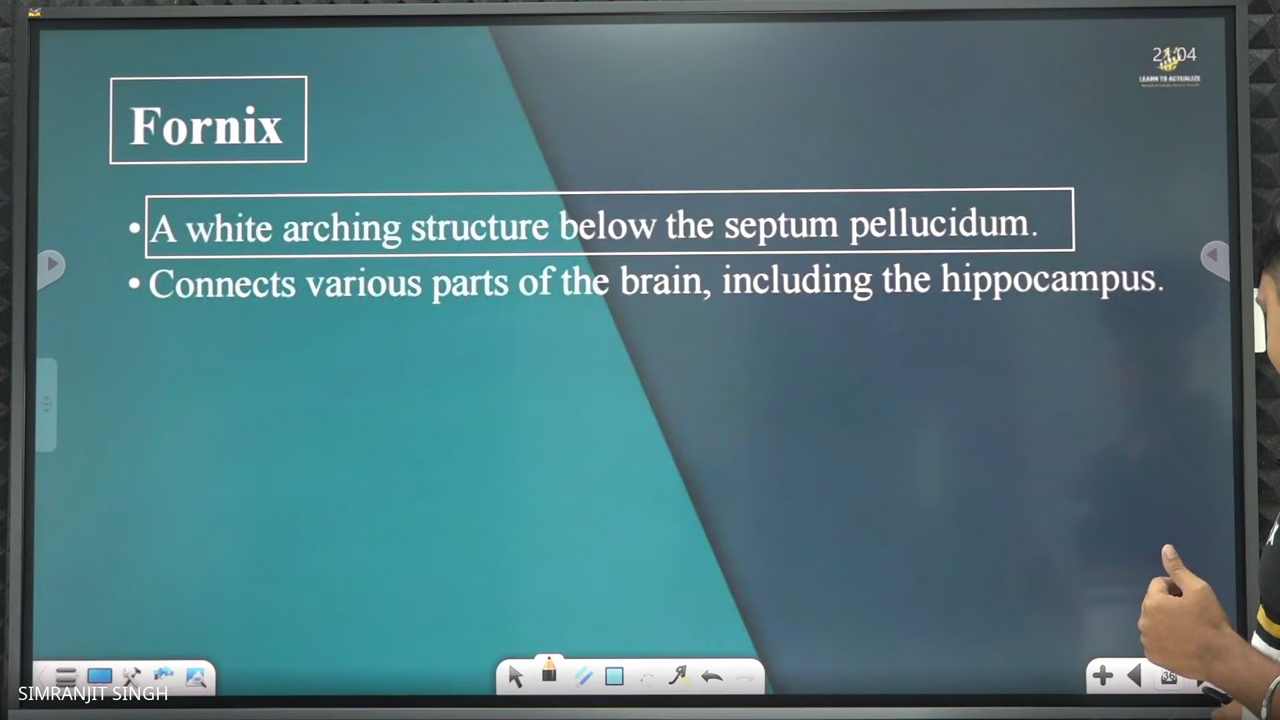 21:04
LEARN TO ACTUALIZE
Fornix
• A white arching structure below the septum pellucidum.
• Connects various parts of the brain, including the hippocampus.
SIMRANJIT SINGH